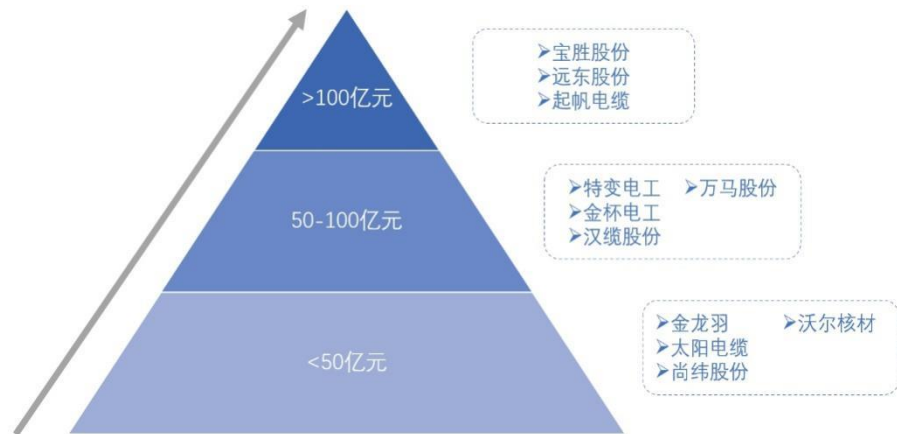 >100亿元
➢宝胜股份
➢远东股份
➢起帆电缆
50-100亿元
➢特变电工 ➢万马股份
➢金杯电工
➢汉缆股份
<50亿元
➢金龙羽 ➢沃尔核材
➢太阳电缆
➢尚纬股份